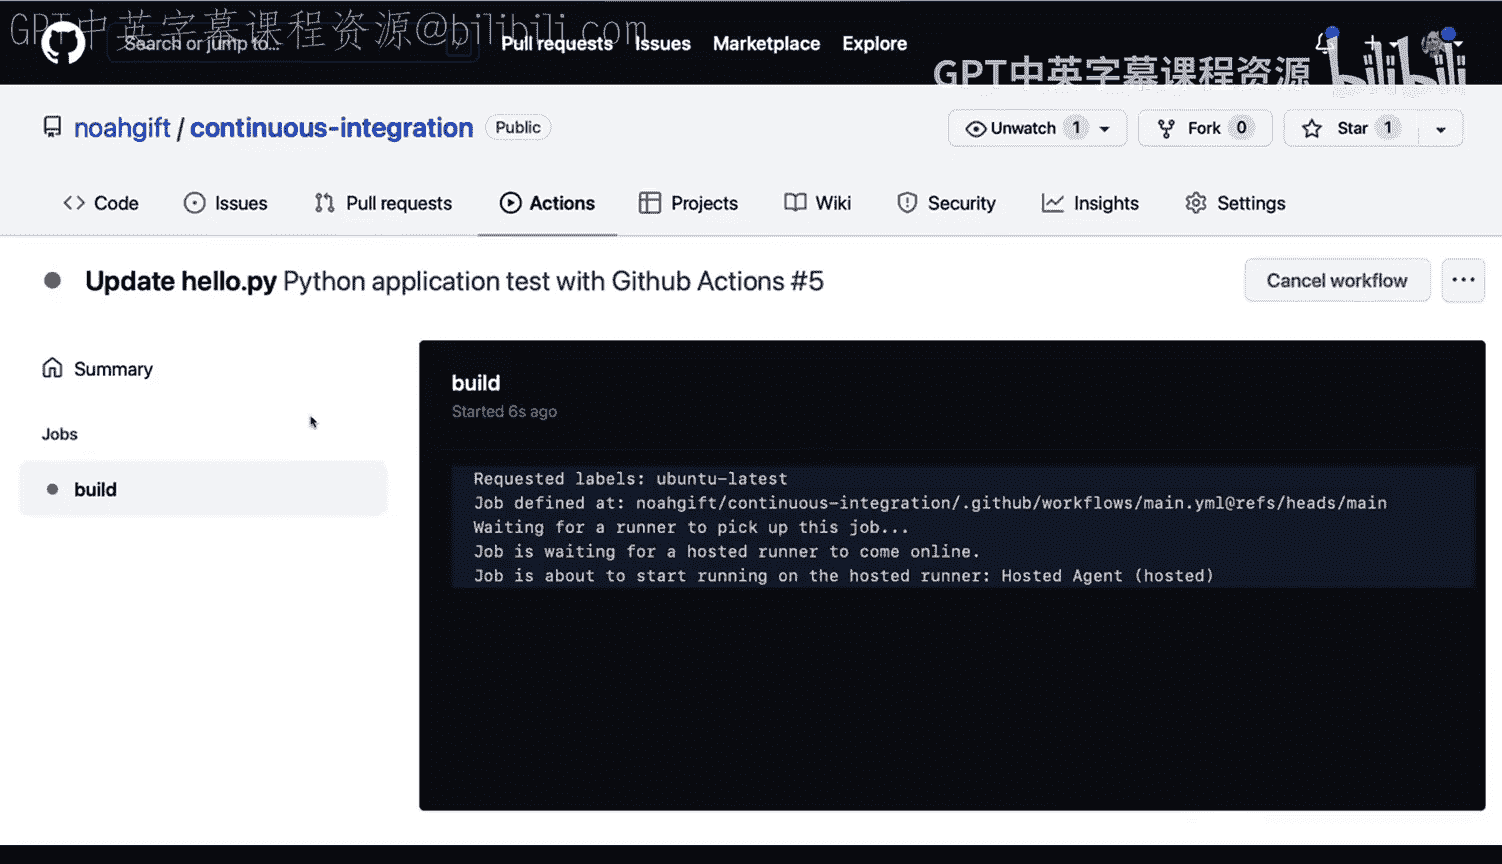 GPT中英字幕课程资源@bilibili.com
Search or jump to... / Pull requests Issues Marketplace Explore
GPT中英字幕课程资源 bilibili
noahgift / continuous-integration Public
Unwatch 1 Fork 0 Star 1
Code Issues Pull requests Actions Projects Wiki Security Insights Settings
Update hello.py Python application test with Github Actions #5
Cancel workflow ...
Summary
Jobs
build
build
Started 6s ago
Requested labels: ubuntu-latest
Job defined at: noahgift/continuous-integration/.github/workflows/main.yml@refs/heads/main
Waiting for a runner to pick up this job...
Job is waiting for a hosted runner to come online.
Job is about to start running on the hosted runner: Hosted Agent (hosted)